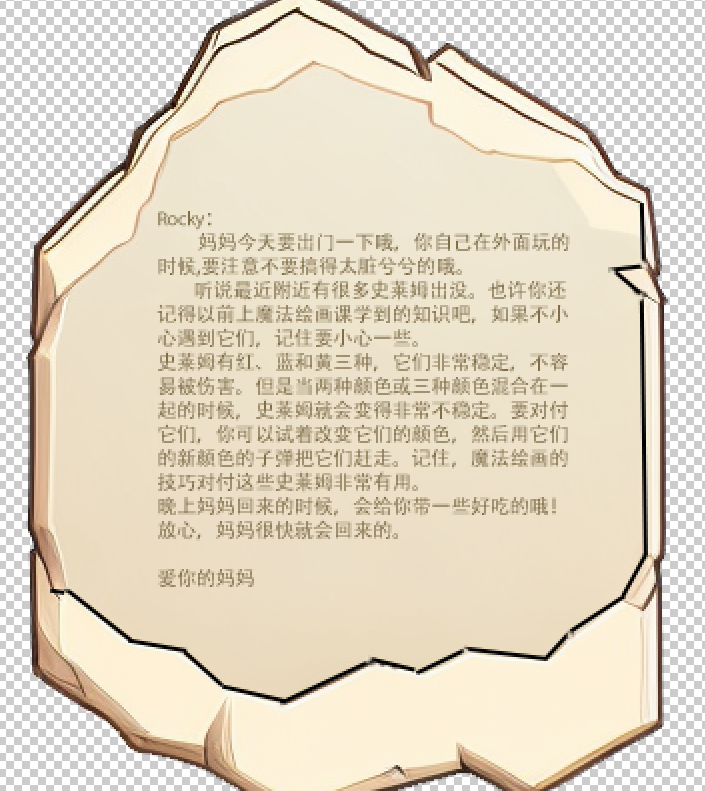 Rocky：
妈妈今天要出门一下哦，你自己在外面玩的
时候,要注意不要搞得太脏兮兮的哦。
听说最近附近有很多史莱姆出没。也许你还
记得以前上魔法绘画课学到的知识吧，如果不小
心遇到它们，记住要小心一些。
史莱姆有红、蓝和黄三种，它们非常稳定，不容
易被伤害。但是当两种颜色或三种颜色混合在一
起的时候，史莱姆就会变得非常不稳定。要对付
它们，你可以试着改变它们的颜色，然后用它们
的新颜色的子弹把它们赶走。记住，魔法绘画的
技巧对付这些史莱姆非常有用。
晚上妈妈回来的时候，会给你带一些好吃的哦！
放心，妈妈很快就会回来的。
爱你的妈妈